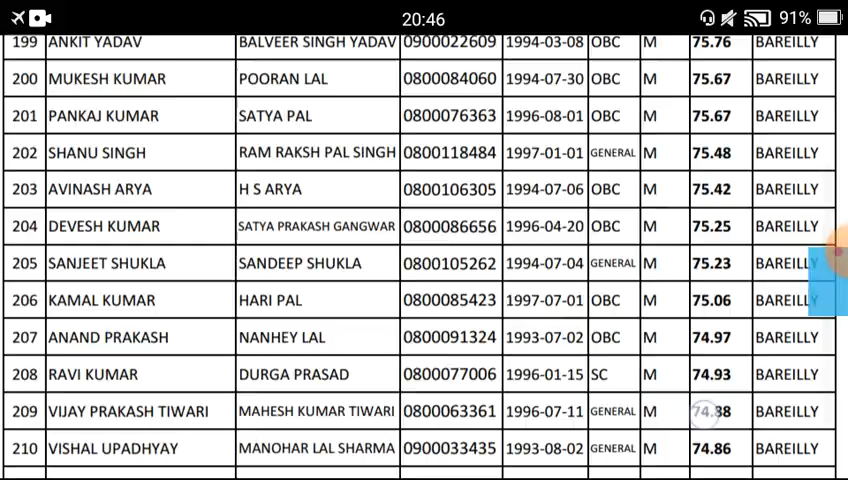 20:46 91%
199 ANKIT YADAV BALVEER SINGH YADAV 0900022609 1994-03-08 OBC M 75.76 BAREILLY
200 MUKESH KUMAR POORAN LAL 0800084060 1994-07-30 OBC M 75.67 BAREILLY
201 PANKAJ KUMAR SATYA PAL 0800076363 1996-08-01 OBC M 75.67 BAREILLY
202 SHANU SINGH RAM RAKSH PAL SINGH 0800118484 1997-01-01 GENERAL M 75.48 BAREILLY
203 AVINASH ARYA H S ARYA 0800106305 1994-07-06 OBC M 75.42 BAREILLY
204 DEVESH KUMAR SATYA PRAKASH GANGWAR 0800086656 1996-04-20 OBC M 75.25 BAREILLY
205 SANJEET SHUKLA SANDEEP SHUKLA 0800105262 1994-07-04 GENERAL M 75.23 BAREILLY
206 KAMAL KUMAR HARI PAL 0800085423 1997-07-01 OBC M 75.06 BAREILLY
207 ANAND PRAKASH NANHEY LAL 0800091324 1993-07-02 OBC M 74.97 BAREILLY
208 RAVI KUMAR DURGA PRASAD 0800077006 1996-01-15 SC M 74.93 BAREILLY
209 VIJAY PRAKASH TIWARI MAHESH KUMAR TIWARI 0800063361 1996-07-11 GENERAL M 74.88 BAREILLY
210 VISHAL UPADHYAY MANOHAR LAL SHARMA 0900033435 1993-08-02 GENERAL M 74.86 BAREILLY